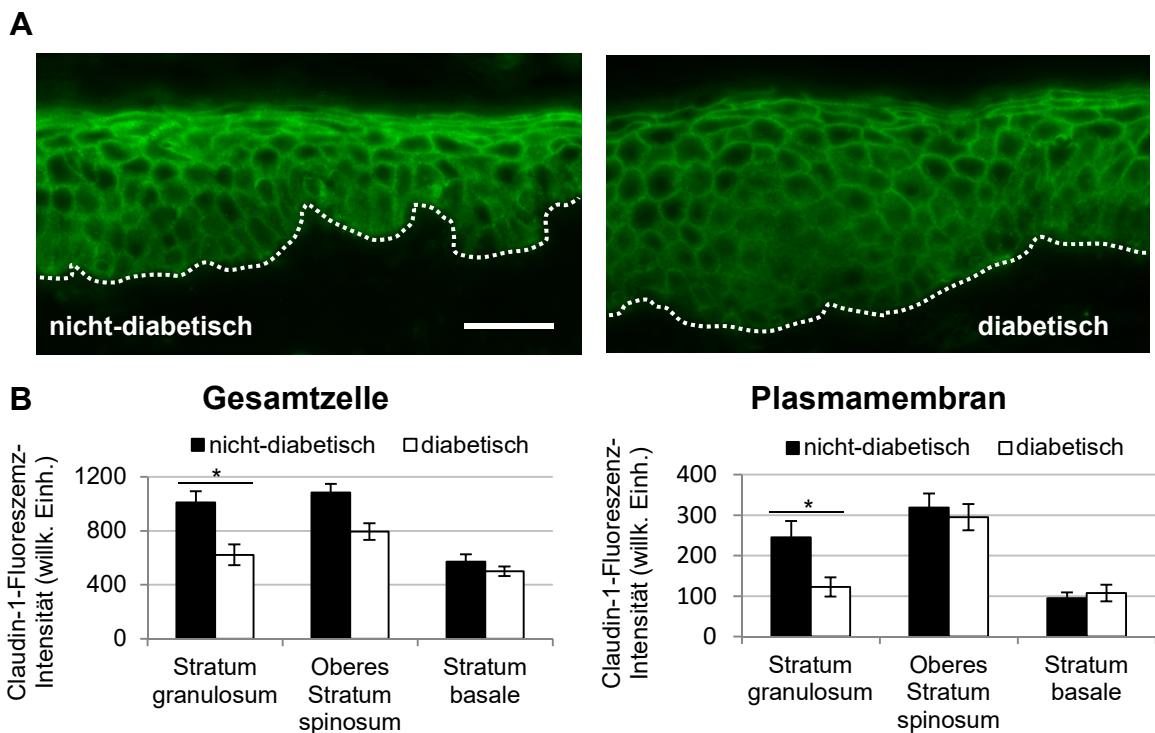 A
nicht-diabetisch
diabetisch
B
Gesamtzelle
nicht-diabetisch diabetisch
Claudin-1-Fluoreszemz-
Intensität (willk. Einh.)
1200
800
400
0
*
Stratum
granulosum
Oberes
Stratum
spinosum
Stratum
basale
Plasmamembran
nicht-diabetisch diabetisch
Claudin-1-Fluoreszenz-
Intensität (willk. Einh.)
400
300
200
100
0
*
Stratum
granulosum
Oberes
Stratum
spinosum
Stratum
basale